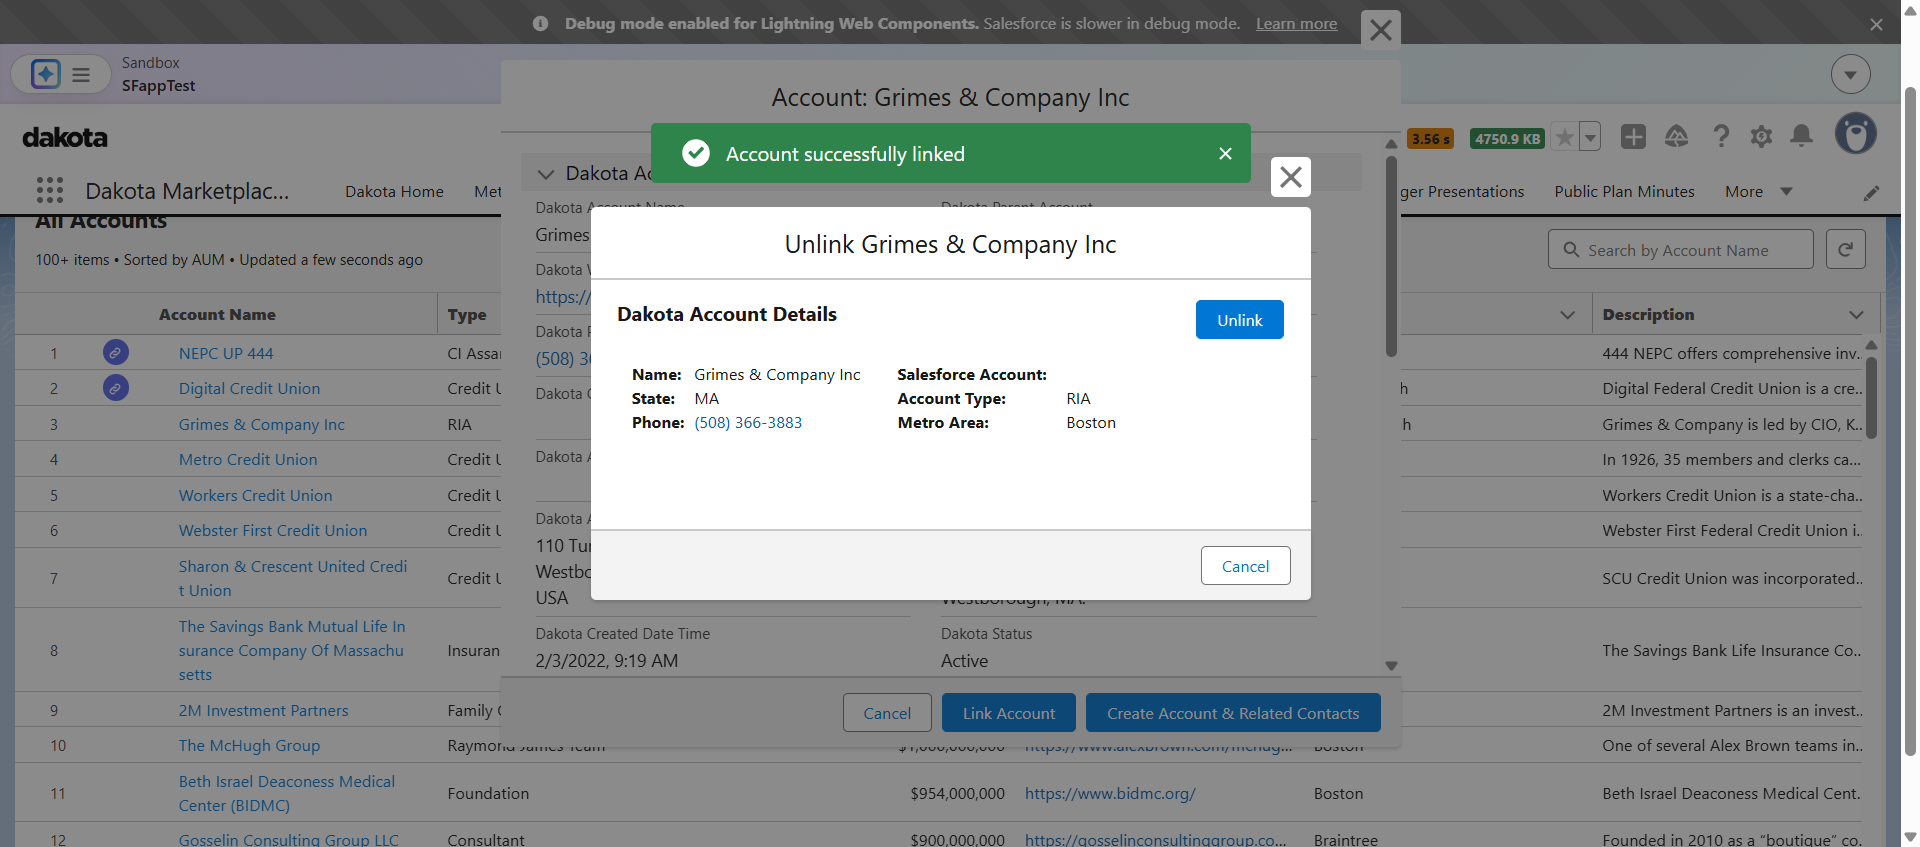 Debug mode enabled for Lightning Web Components. Salesforce is slower in debug mode. Learn more
Sandbox
SFappTest
Account: Grimes & Company Inc
dakota
Account successfully linked
3.56 s
4750.9 KB
Dakota Marketplac...
Dakota Home
Met
Dakota Ac
ger Presentations
Public Plan Minutes
More
Dakota Account Name
Dakota Parent Account
Grimes
All Accounts
100+ items • Sorted by AUM • Updated a few seconds ago
Search by Account Name
Dakota W
https://
Dakota P
(508) 36
Dakota
Dakota A
Dakota A
110 Tur
Westbo
USA
Westborough, MA.
Dakota Created Date Time
2/3/2022, 9:19 AM
Dakota Status
Active
Cancel
Link Account
Create Account & Related Contacts
Unlink Grimes & Company Inc
Dakota Account Details
Unlink
Name: Grimes & Company Inc
Salesforce Account:
State: MA
Account Type: RIA
Phone: (508) 366-3883
Metro Area: Boston
Cancel
Account Name
Type
Description
1 NEPC UP 444 CI Assa 444 NEPC offers comprehensive inv...
2 Digital Credit Union Credit U h Digital Federal Credit Union is a cre...
3 Grimes & Company Inc RIA h Grimes & Company is led by CIO, K...
4 Metro Credit Union Credit U In 1926, 35 members and clerks ca...
5 Workers Credit Union Credit U Workers Credit Union is a state-cha...
6 Webster First Credit Union Credit U Webster First Federal Credit Union i...
7 Sharon & Crescent United Credi
t Union Credit U SCU Credit Union was incorporated...
8 The Savings Bank Mutual Life In
surance Company Of Massachu
setts Insuran The Savings Bank Life Insurance Co...
9 2M Investment Partners Family O 2M Investment Partners is an invest...
10 The McHugh Group Raymond James Team $1,000,000,000 https://www.alexbrown.com/mchug... Boston One of several Alex Brown teams in...
11 Beth Israel Deaconess Medical
Center (BIDMC) Foundation $954,000,000 https://www.bidmc.org/ Boston Beth Israel Deaconess Medical Cent...
12 Gosselin Consulting Group LLC Consultant $900,000,000 https://gosselinconsultinggroup.co... Braintree Founded in 2010 as a “boutique” co...